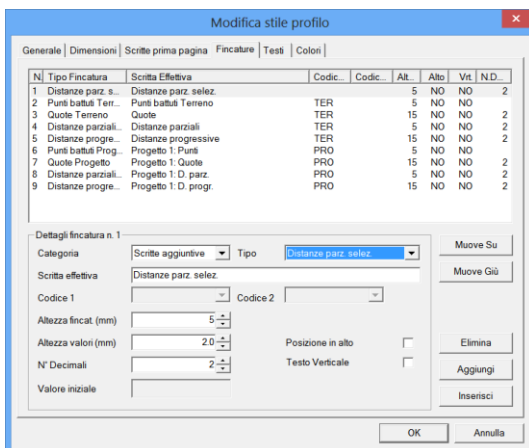 Modifica stile profilo
Generale Dimensioni Scritte prima pagina Fincature Testi Colori
N. Tipo Fincatura Scritta Effettiva Codic... Codic... Alt... Alto Vrt. N.D...
1 Distanze parz. s... Distanze parz. selez. 5 NO NO 2
2 Punti battuti Terr... Punti battuti Terreno TER 5 NO NO
3 Quote Terreno Quote TER 15 NO NO 2
4 Distanze parziali... Distanze parziali TER 5 NO NO 2
5 Distanze progre... Distanze progressive TER 15 NO NO 2
6 Punti battuti Prog... Progetto 1: Punti PRO 5 NO NO
7 Quote Progetto Progetto 1: Quote PRO 15 NO NO 2
8 Distanze parziali... Progetto 1: D. parz. PRO 5 NO NO 2
9 Distanze progre... Progetto 1: D. progr. PRO 15 NO NO 2
Dettagli fincatura n. 1
Categoria Scritte aggiuntive Tipo Distanze parz. selez.
Muove Su
Scritta effettiva Distanze parz. selez.
Muove Giù
Codice 1 Codice 2
Altezza fincat. (mm) 5
Altezza valori (mm) 2.0 Posizione in alto Elimina
N° Decimali 2 Testo Verticale Aggiungi
Valore iniziale Inserisci
OK Annulla